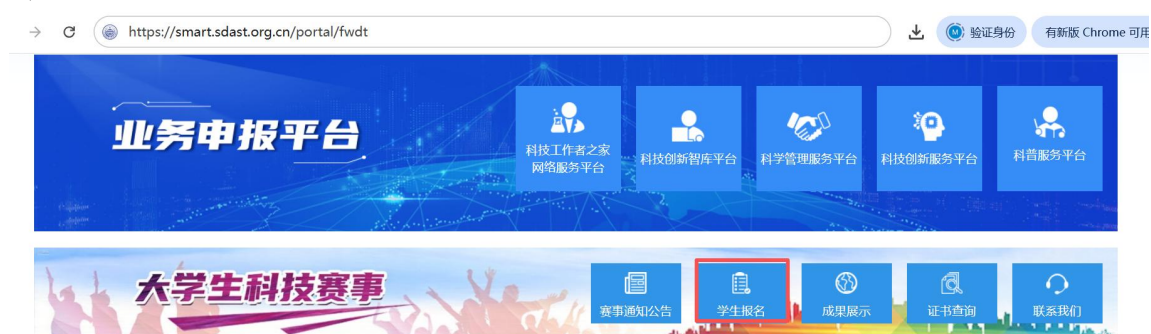 https://smart.sdast.org.cn/portal/fwdt
验证身份
有新版 Chrome 可用
业务申报平台
科技工作者之家
网络服务平台
科技创新智库平台
科学管理服务平台
科技创新服务平台
科普服务平台
大学生科技赛事
赛事通知公告
学生报名
成果展示
证书查询
联系我们